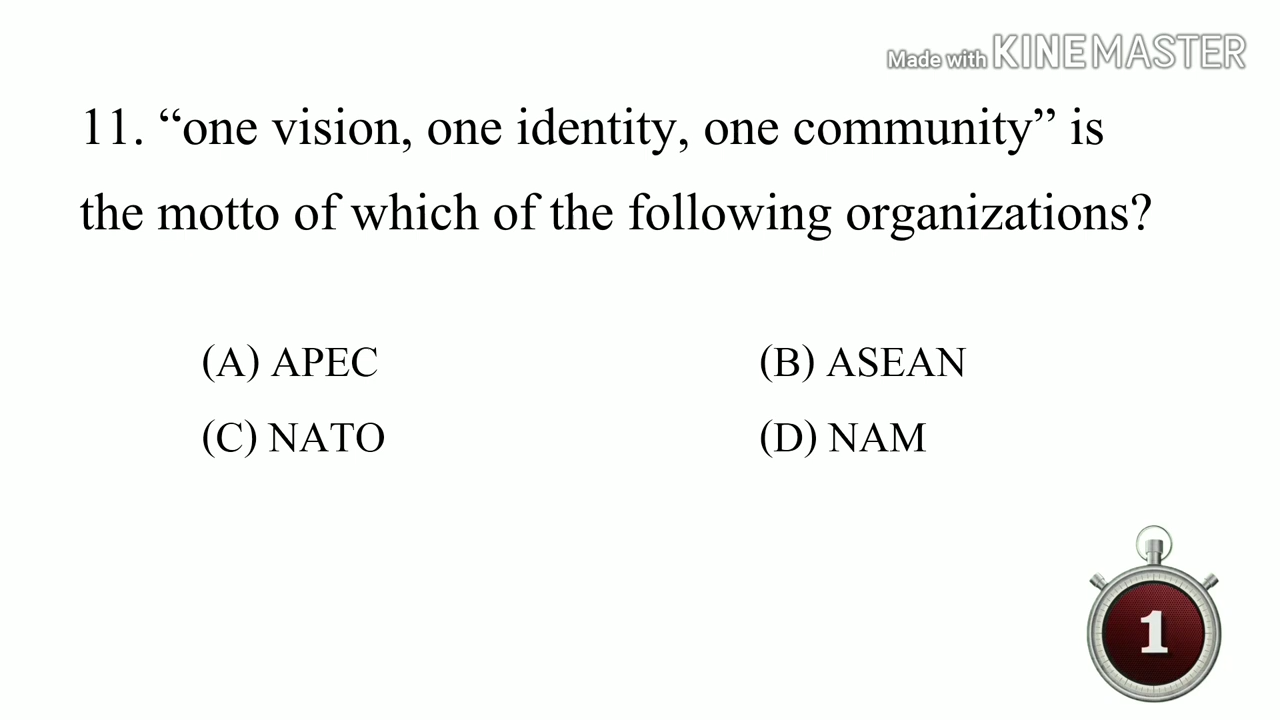 Made with KINEMASTER
11. “one vision, one identity, one community” is
the motto of which of the following organizations?
(A) APEC (B) ASEAN
(C) NATO (D) NAM
1